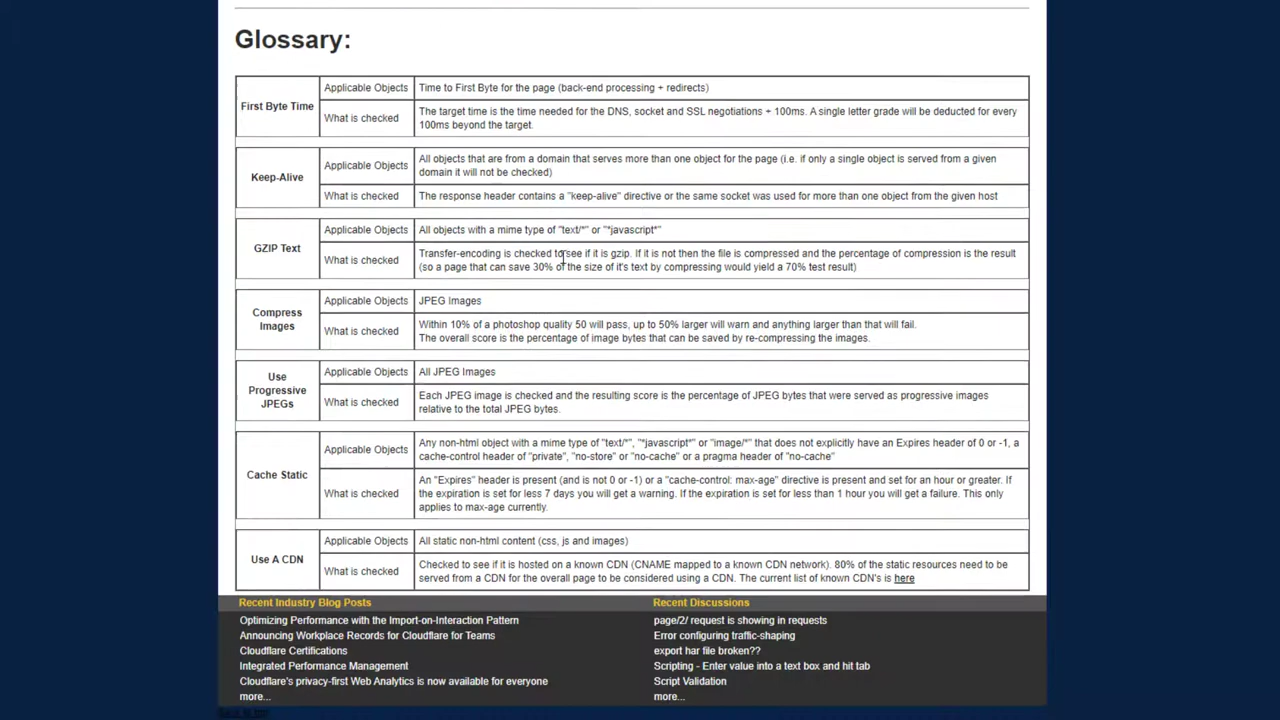 Glossary:
First Byte Time
Applicable Objects
Time to First Byte for the page (back-end processing + redirects)
What is checked
The target time is the time needed for the DNS, socket and SSL negotiations + 100ms. A single letter grade will be deducted for every
100ms beyond the target.
Keep-Alive
Applicable Objects
All objects that are from a domain that serves more than one object for the page (i.e. if only a single object is served from a given
domain it will not be checked)
What is checked
The response header contains a "keep-alive" directive or the same socket was used for more than one object from the given host
GZIP Text
Applicable Objects
All objects with a mime type of "text/*" or "*javascript*"
What is checked
Transfer-encoding is checked to see if it is gzip. If it is not then the file is compressed and the percentage of compression is the result
(so a page that can save 30% of the size of it's text by compressing would yield a 70% test result)
Compress
Images
Applicable Objects
JPEG Images
What is checked
Within 10% of a photoshop quality 50 will pass, up to 50% larger will warn and anything larger than that will fail.
The overall score is the percentage of image bytes that can be saved by re-compressing the images.
Use
Progressive
JPEGs
Applicable Objects
All JPEG Images
What is checked
Each JPEG image is checked and the resulting score is the percentage of JPEG bytes that were served as progressive images
relative to the total JPEG bytes.
Cache Static
Applicable Objects
Any non-html object with a mime type of "text/*", "*javascript*" or "image/*" that does not explicitly have an Expires header of 0 or -1, a
cache-control header of "private", "no-store" or "no-cache" or a pragma header of "no-cache"
What is checked
An "Expires" header is present (and is not 0 or -1) or a "cache-control: max-age" directive is present and set for an hour or greater. If
the expiration is set for less 7 days you will get a warning. If the expiration is set for less than 1 hour you will get a failure. This only
applies to max-age currently.
Use A CDN
Applicable Objects
All static non-html content (css, js and images)
What is checked
Checked to see if it is hosted on a known CDN (CNAME mapped to a known CDN network). 80% of the static resources need to be
served from a CDN for the overall page to be considered using a CDN. The current list of known CDN's is here
Recent Industry Blog Posts
Optimizing Performance with the Import-on-Interaction Pattern
Announcing Workplace Records for Cloudflare for Teams
Cloudflare Certifications
Integrated Performance Management
Cloudflare's privacy-first Web Analytics is now available for everyone
more...
Recent Discussions
page/2/ request is showing in requests
Error configuring traffic-shaping
export har file broken??
Scripting - Enter value into a text box and hit tab
Script Validation
more...